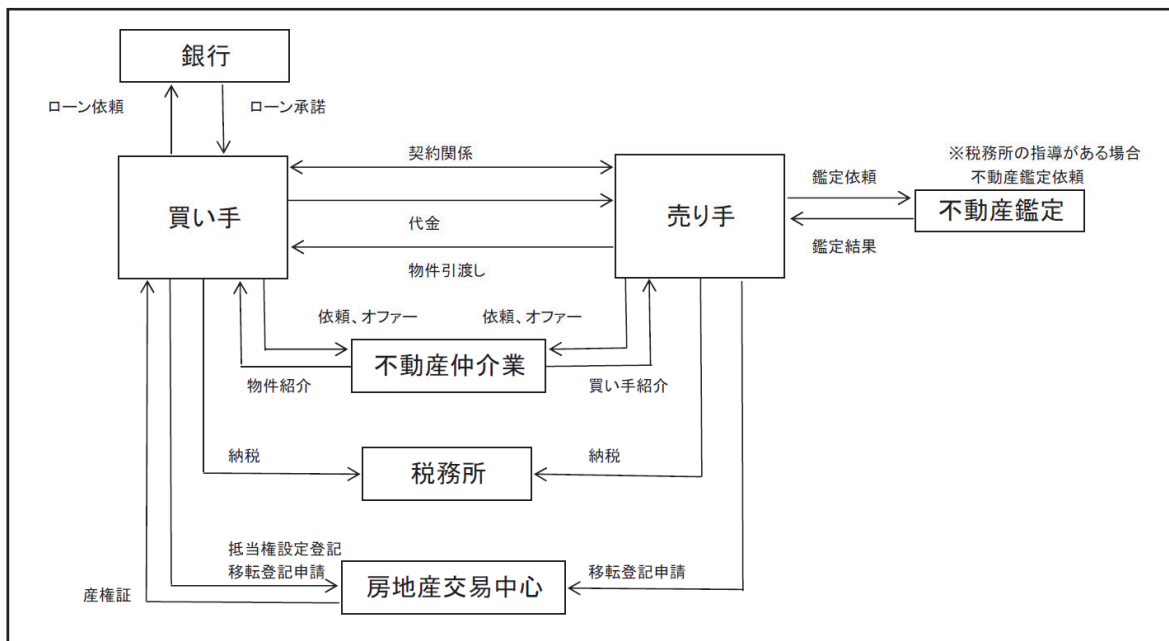 銀行
ローン依頼
ローン承諾
契約関係
※税務所の指導がある場合
不動産鑑定依頼
鑑定依頼
買い手
売り手
不動産鑑定
代金
鑑定結果
物件引渡し
依頼、オファー
依頼、オファー
不動産仲介業
物件紹介
買い手紹介
納税
納税
税務所
抵当権設定登記
移転登記申請
移転登記申請
房地産交易中心
産権証